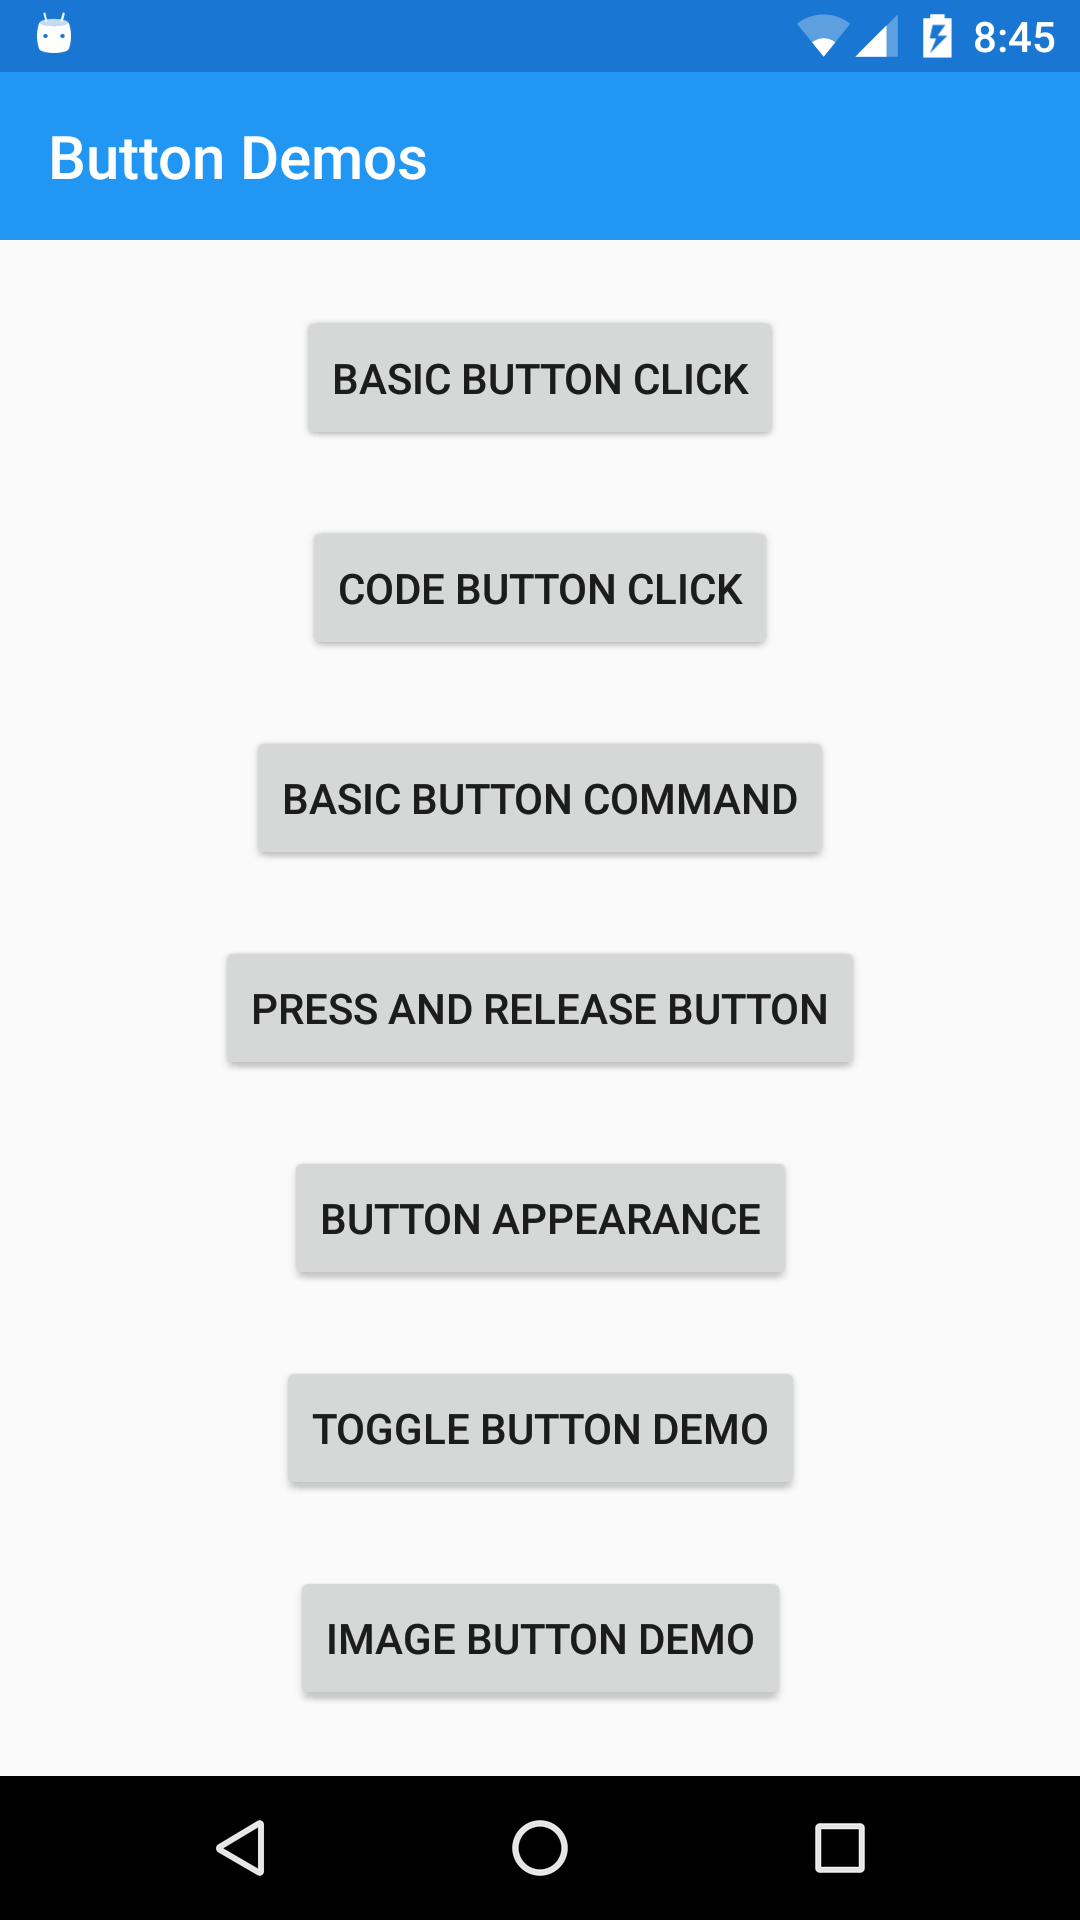 8:45
Button Demos
BASIC BUTTON CLICK
CODE BUTTON CLICK
BASIC BUTTON COMMAND
PRESS AND RELEASE BUTTON
BUTTON APPEARANCE
TOGGLE BUTTON DEMO
IMAGE BUTTON DEMO